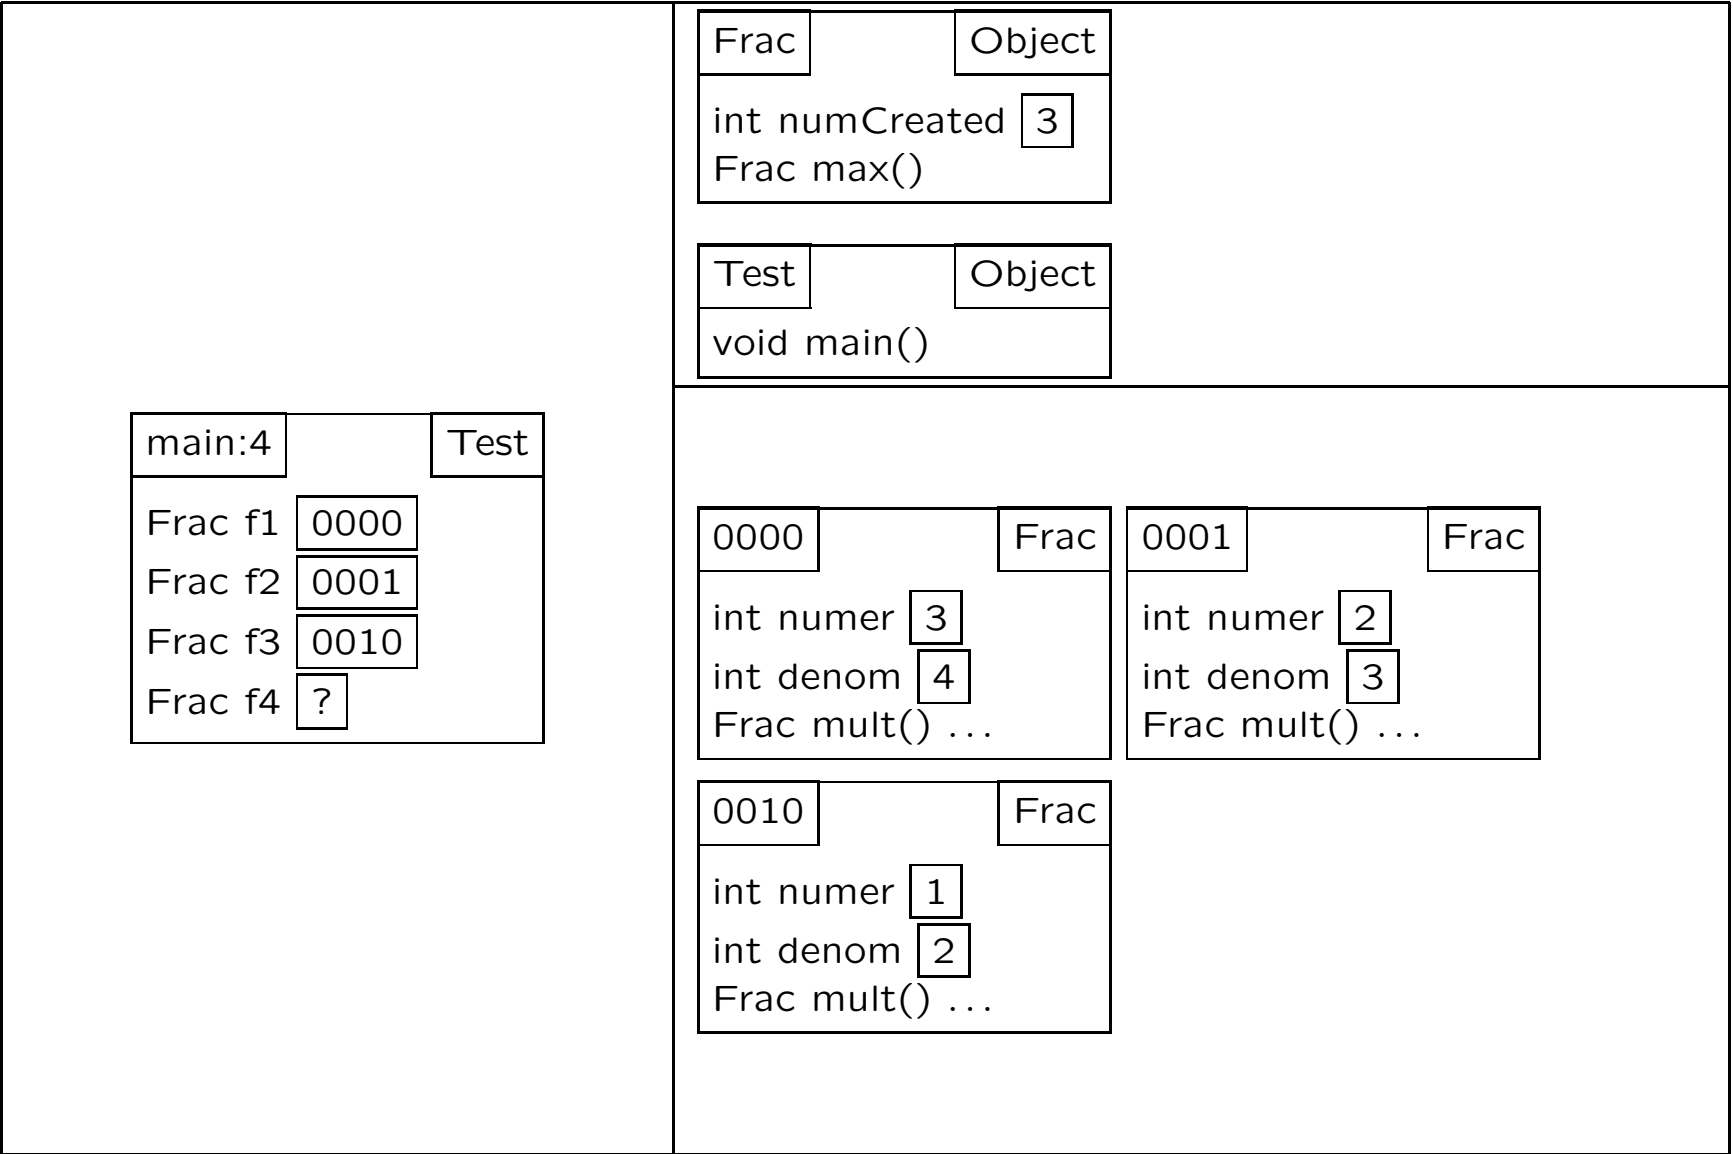 main:4 Test
Frac f1 0000
Frac f2 0001
Frac f3 0010
Frac f4 ?
Frac Object
int numCreated 3
Frac max()
Test Object
void main()
0000 Frac
int numer 3
int denom 4
Frac mult() ...
0001 Frac
int numer 2
int denom 3
Frac mult() ...
0010 Frac
int numer 1
int denom 2
Frac mult() ...